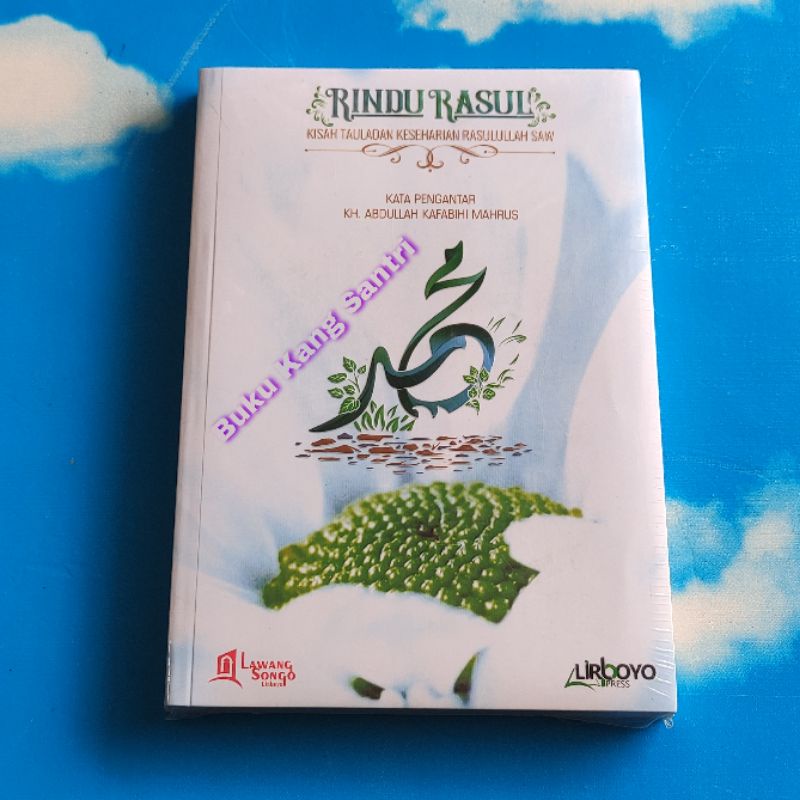 RINDU RASUL
KISAH TAULADAN KESEHARIAN RASULULLAH SAW
KATA PENGANTAR
KH. ABDULLAH KAFABIHI MAHRUS
محمد
Buku Kang Santri
LAWANG
SONGO
Lirboyo
LIRBOYO
PRESS